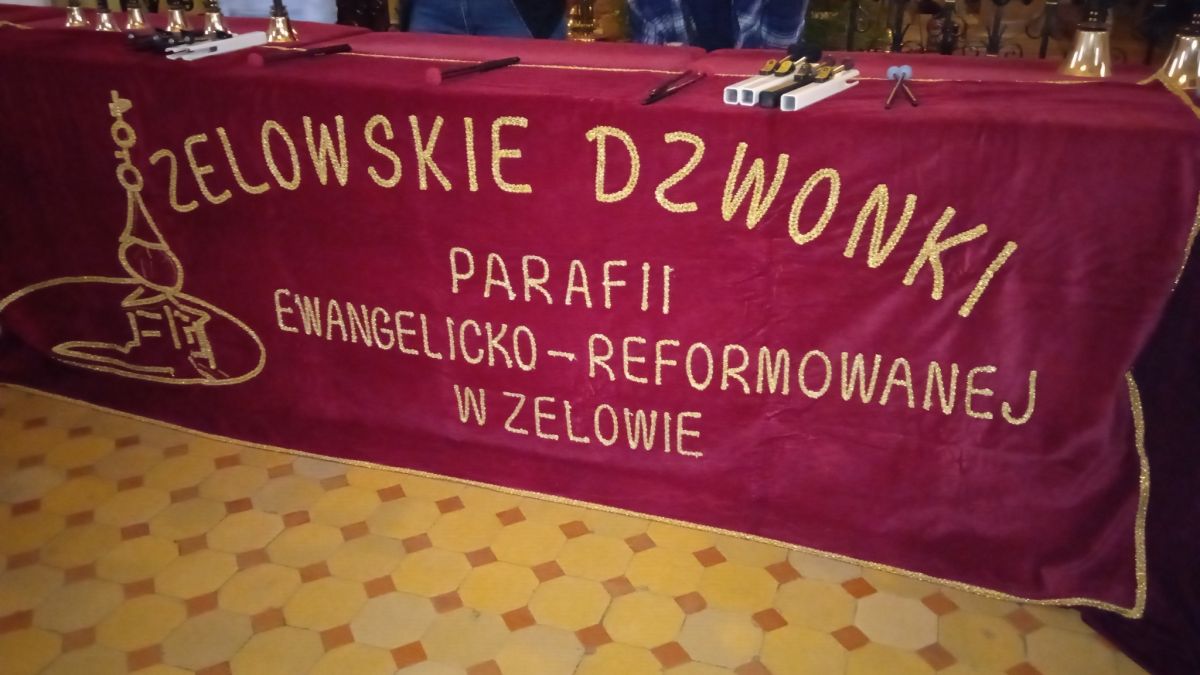 ZELOWSKIE DZWONKI
PARAFII
EWANGELICKO-REFORMOWANEJ
W ZELOWIE